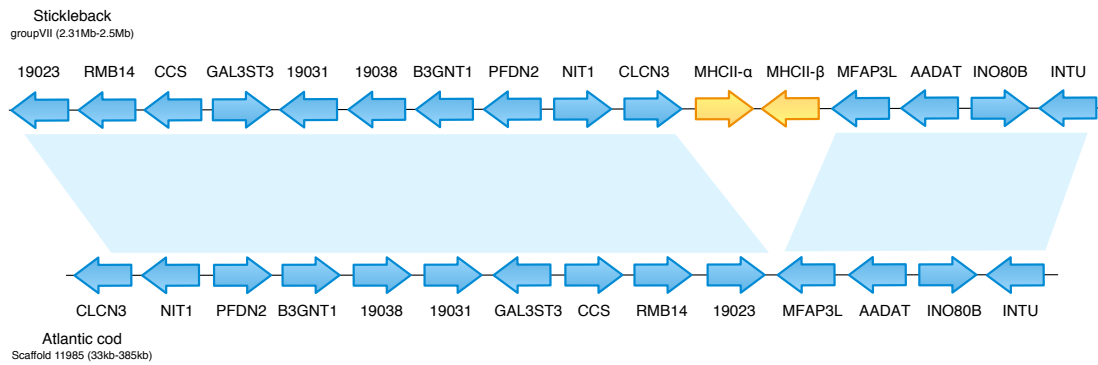 Stickleback
groupVII (2.31Mb-2.5Mb)
19023 RMB14 CCS GAL3ST3 19031 19038 B3GNT1 PFDN2 NIT1 CLCN3 MHCII-α MHCII-β MFAP3L AADAT INO80B INTU
CLCN3 NIT1 PFDN2 B3GNT1 19038 19031 GAL3ST3 CCS RMB14 19023 MFAP3L AADAT INO80B INTU
Atlantic cod
Scaffold 11985 (33kb-385kb)